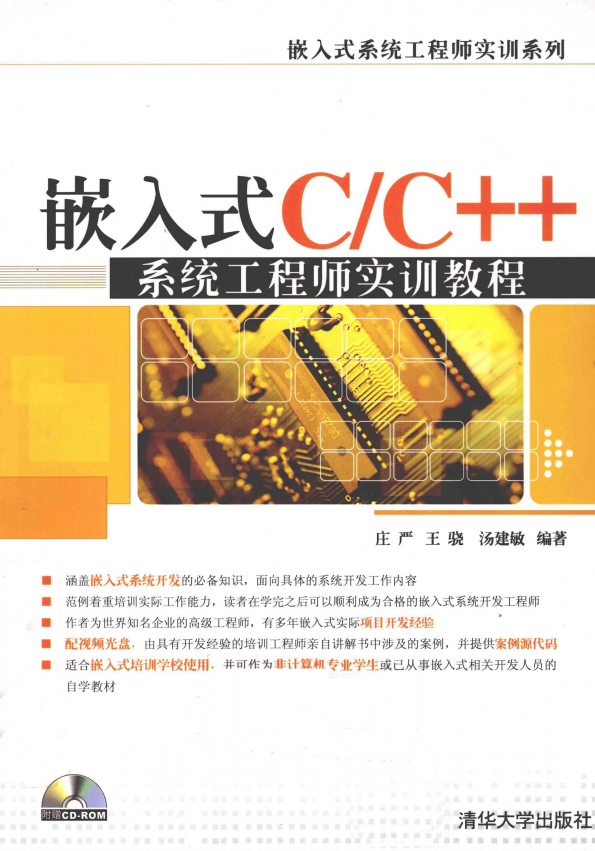 嵌入式系统工程师实训系列
嵌入式C/C++
系统工程师实训教程
庄 严 王 骁 汤建敏 编著
■ 涵盖嵌入式系统开发的必备知识，面向具体的系统开发工作内容
■ 范例着重培训实际工作能力，读者在学完之后可以顺利成为合格的嵌入式系统开发工程师
■ 作者为世界知名企业的高级工程师，有多年嵌入式实际项目开发经验
■ 配视频光盘，由具有开发经验的培训工程师亲自讲解书中涉及的案例，并提供案例源代码
■ 适合嵌入式培训学校使用，并可作为非计算机专业学生或已从事嵌入式相关开发人员的
自学教材
附赠CD-ROM
清华大学出版社